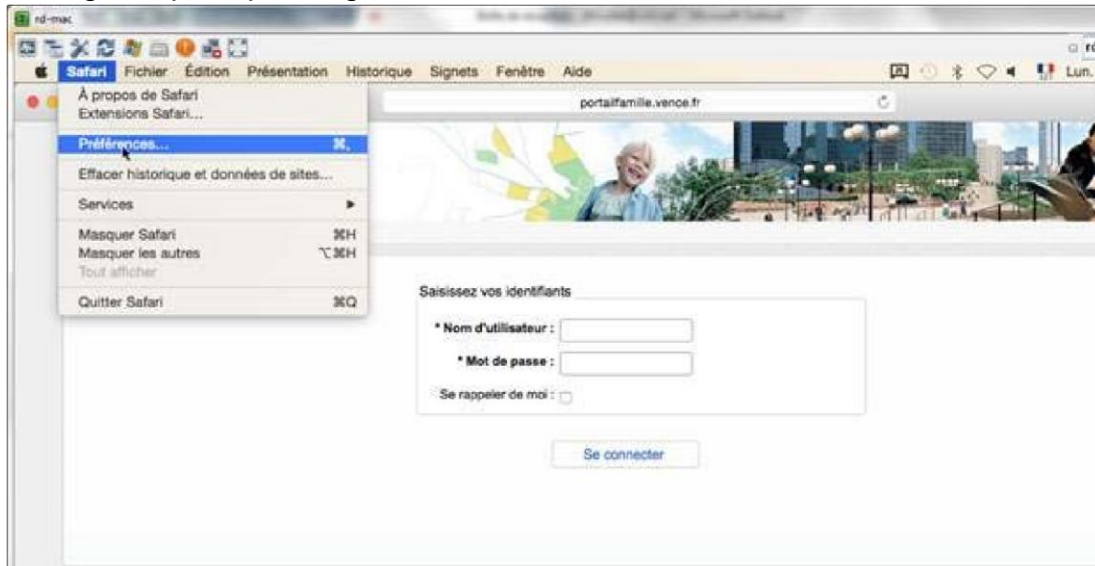 rd-mac
Safari Fichier Édition Présentation Historique Signets Fenêtre Aide Lun.
À propos de Safari
Extensions Safari...
portailfamille.vence.fr
Préférences... ⌘,
Effacer historique et données de sites...
Services ▶
Masquer Safari ⌘H
Masquer les autres ⌥⌘H
Tout afficher
Quitter Safari ⌘Q
Saisissez vos identifiants
* Nom d'utilisateur :
* Mot de passe :
Se rappeler de moi :
Se connecter